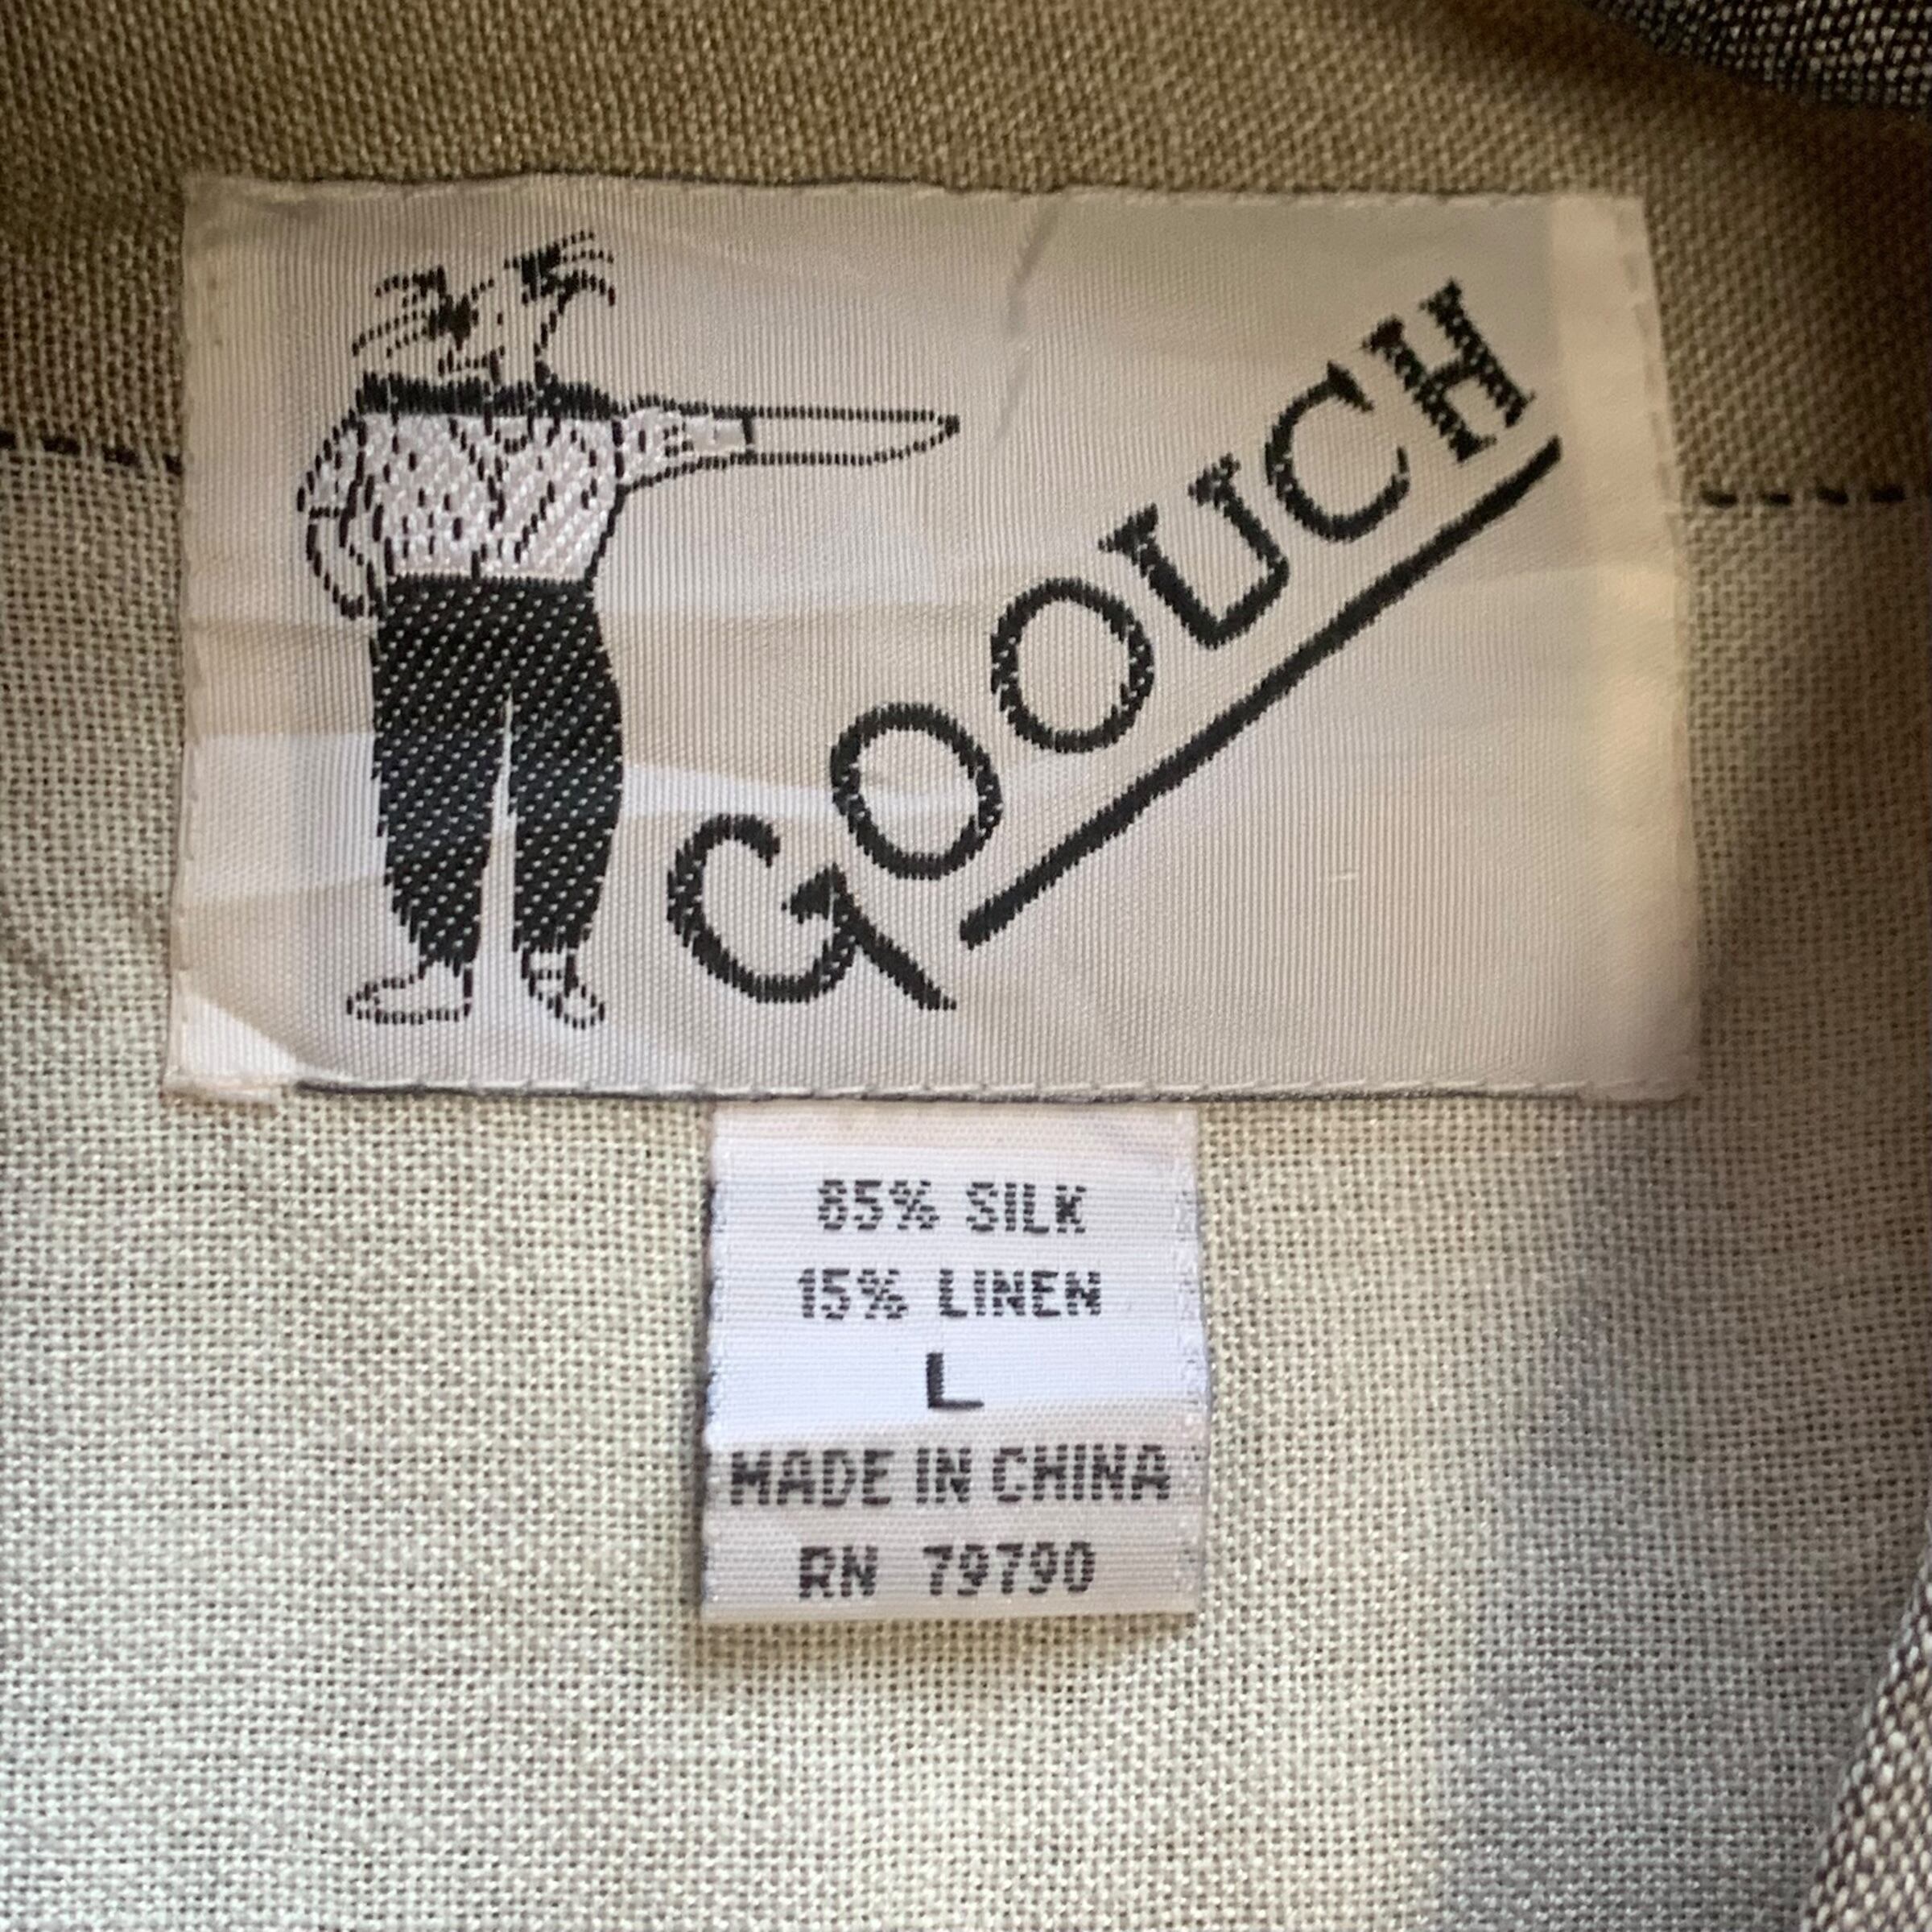 GOOUCH
85% SILK
15% LINEN
L
MADE IN CHINA
RN 79790